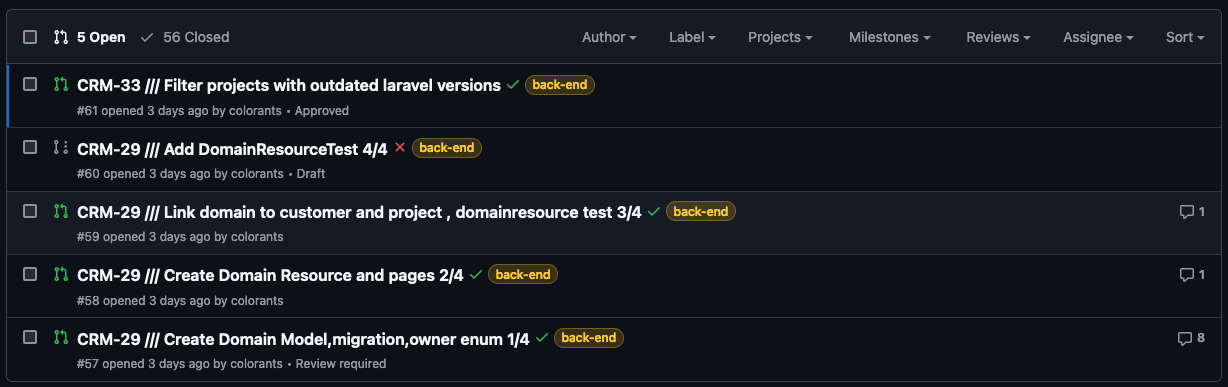 5 Open 56 Closed Author Label Projects Milestones Reviews Assignee Sort
CRM-33 /// Filter projects with outdated laravel versions back-end
#61 opened 3 days ago by colorants • Approved
CRM-29 /// Add DomainResourceTest 4/4 back-end
#60 opened 3 days ago by colorants • Draft
CRM-29 /// Link domain to customer and project , domainresource test 3/4 back-end 1
#59 opened 3 days ago by colorants
CRM-29 /// Create Domain Resource and pages 2/4 back-end 1
#58 opened 3 days ago by colorants
CRM-29 /// Create Domain Model,migration,owner enum 1/4 back-end 8
#57 opened 3 days ago by colorants • Review required